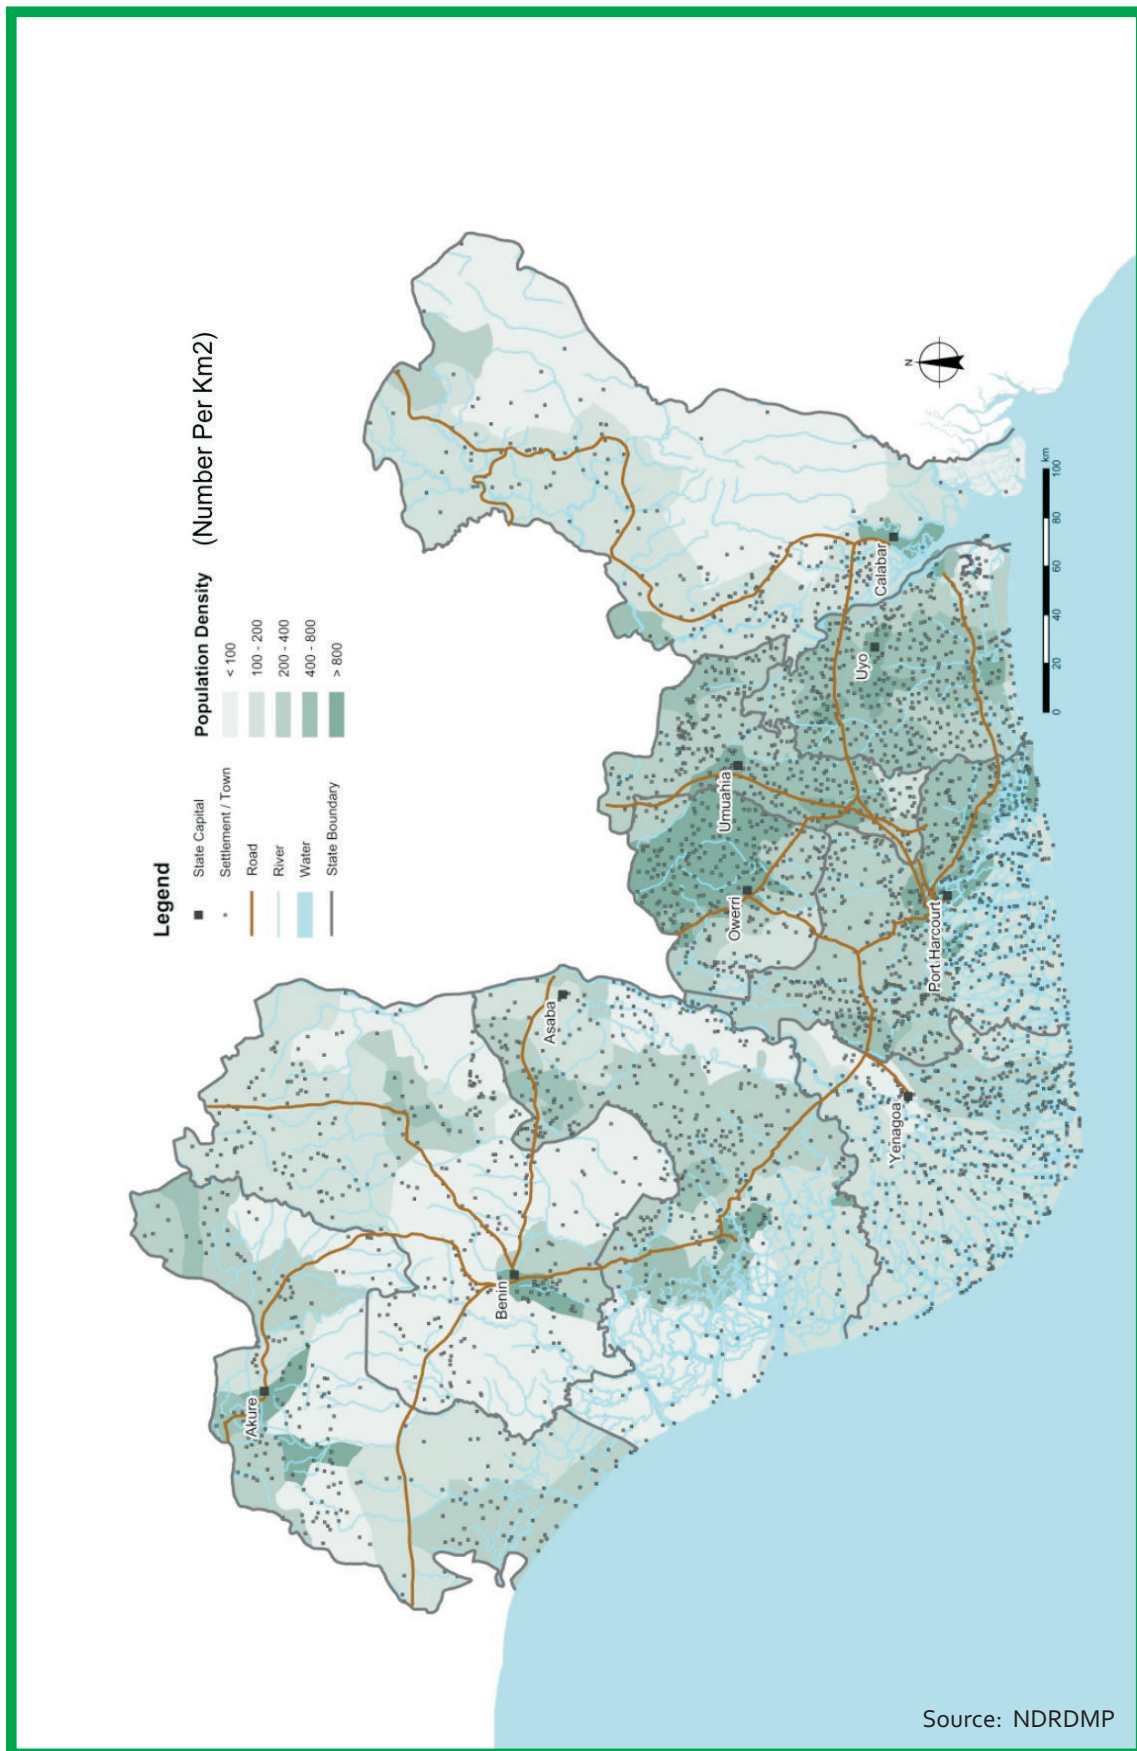 Legend
State Capital
Settlement / Town
Road
River
Water
State Boundary
Population Density (Number Per Km2)
< 100
100 - 200
200 - 400
400 - 800
> 800
Akure
Benin
Asaba
Owerri
Umuahia
Uyo
Calabar
Port Harcourt
Yenagoa
N
0 20 40 60 80 100
km
Source: NDRDMP